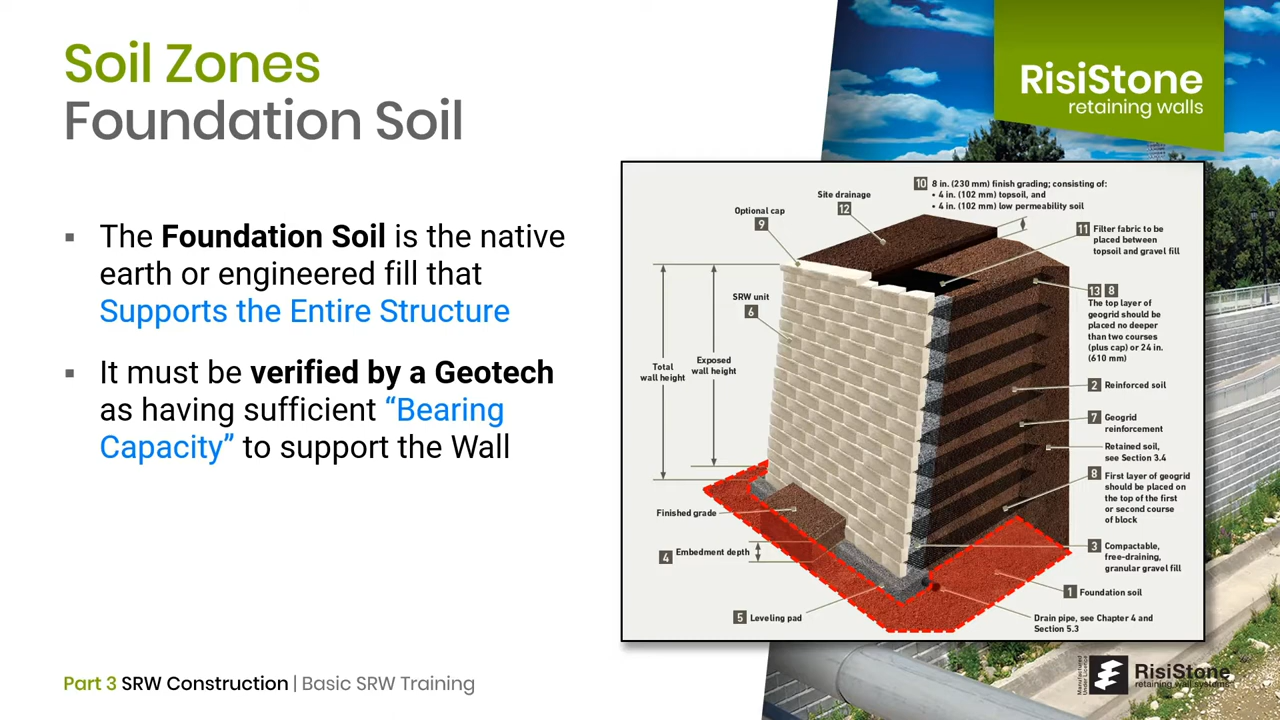 Soil Zones
Foundation Soil
RisiStone
retaining walls
▪ The Foundation Soil is the native
earth or engineered fill that
Supports the Entire Structure
▪ It must be verified by a Geotech
as having sufficient “Bearing
Capacity” to support the Wall
10 8 in. (230 mm) finish grading; consisting of:
• 4 in. (102 mm) topsoil, and
• 4 in. (102 mm) low permeability soil
Site drainage
12
Optional cap
9
11 Filter fabric to be
placed between
topsoil and gravel fill
SRW unit
6
13 8
The top layer of
geogrid should be
placed no deeper
than two courses
(plus cap) or 24 in.
(610 mm)
Total
wall height
Exposed
wall height
2 Reinforced soil
7 Geogrid
reinforcement
Retained soil,
see Section 3.4
8 First layer of geogrid
should be placed on
the top of the first
or second course
of block
Finished grade
4 Embedment depth
3 Compactable,
free-draining,
granular gravel fill
1 Foundation soil
5 Leveling pad
Drain pipe, see Chapter 4 and
Section 5.3
Part 3 SRW Construction | Basic SRW Training
Manufactured
Under Licence
RisiStone
retaining wall systems